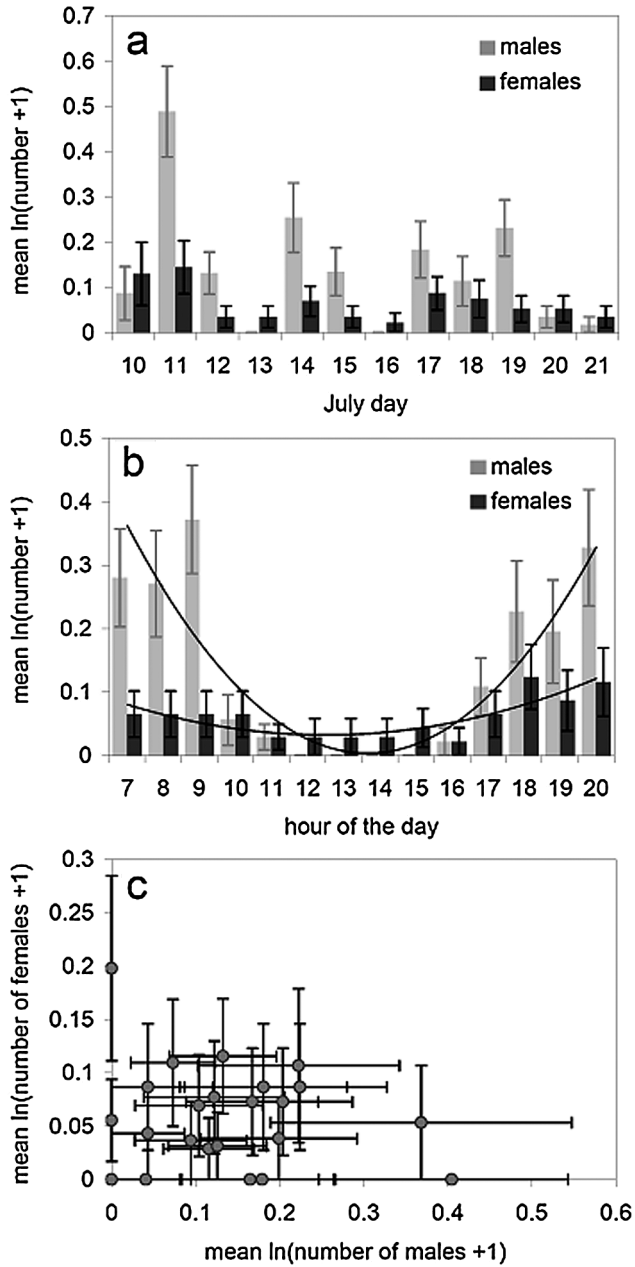 a
males
females
0.7
0.6
0.5
0.4
0.3
0.2
0.1
0
mean ln(number +1)
10 11 12 13 14 15 16 17 18 19 20 21
July day
b
males
females
0.5
0.4
0.3
0.2
0.1
0
mean ln(number +1)
7 8 9 10 11 12 13 14 15 16 17 18 19 20
hour of the day
c
0.3
0.25
0.2
0.15
0.1
0.05
0
mean ln(number of females +1)
0 0.1 0.2 0.3 0.4 0.5 0.6
mean ln(number of males +1)